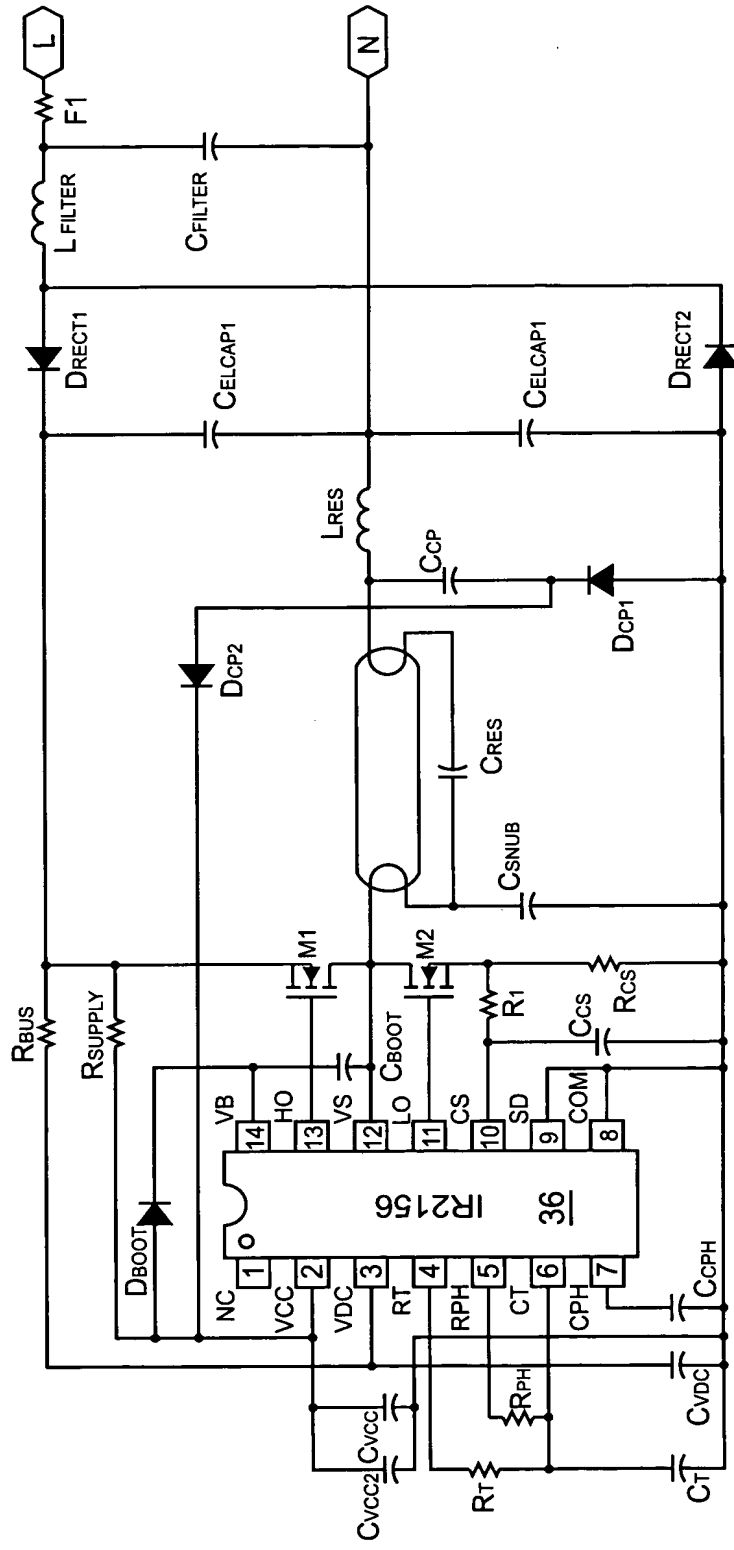 L
F1
L FILTER
CFILTER
N
DRECT1
CELCAP1
CELCAP1
DRECT2
LRES
CCP
DCP1
DCP2
CRES
CSNUB
RBUS
RSUPPLY
M1
M2
R1
RCS
CCS
CBOOT
DBOOT
VB
HO
VS
LO
CS
SD
COM
14
13
12
11
10
9
8
IR2156
36
1
2
3
4
5
6
7
NC
VCC
VDC
RT
RPH
CT
CPH
CCPH
CVDC
CVCC
CVCC2
RPH
RT
CT